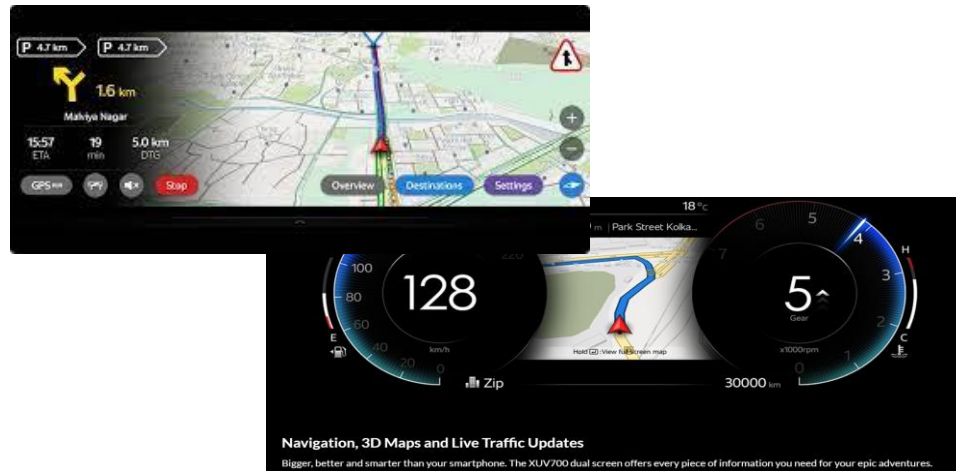 P 4.7 km P 4.7 km
1.6 km
Malviya Nagar
15:57 19 5.0 km
ETA min DTG
GPS
Stop
Overview Destinations Settings
18 °c
m Park Street Kolka...
220 7 6 5 4 3 2 1 0
100 80 60 40 20 0
128
km/h
5
Gear
x1000rpm
H
C
E
Hold :View full screen map
Zip
30000 km
Navigation, 3D Maps and Live Traffic Updates
Bigger, better and smarter than your smartphone. The XUV700 dual screen offers every piece of information you need for your epic adventures.